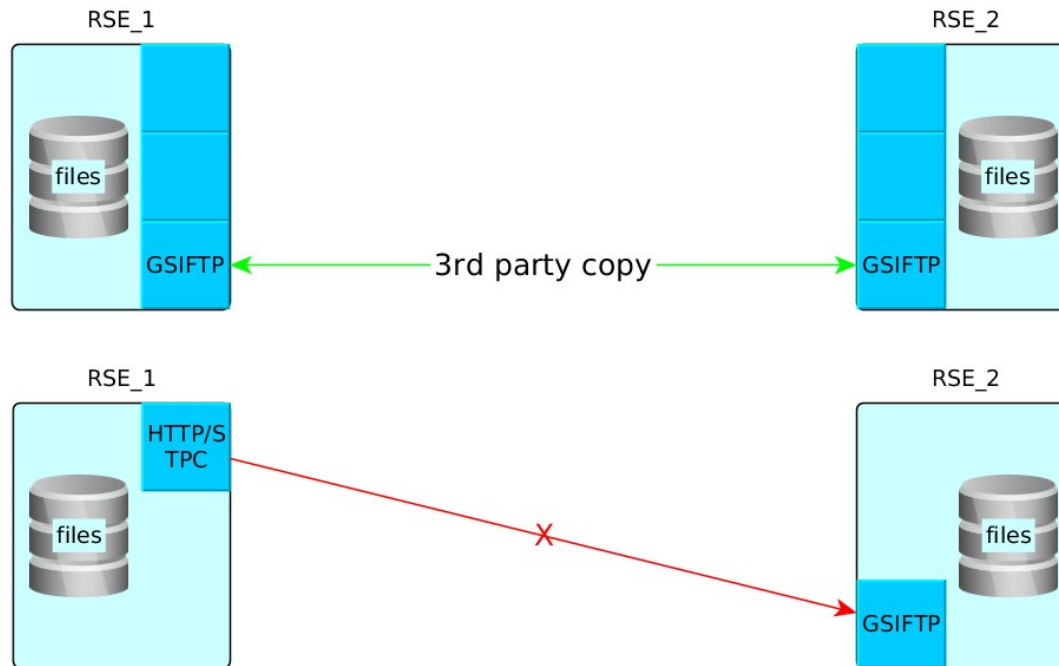 RSE_1
RSE_2
files
files
GSIFTP
3rd party copy
GSIFTP
RSE_1
RSE_2
HTTP/S
TPC
files
X
files
GSIFTP